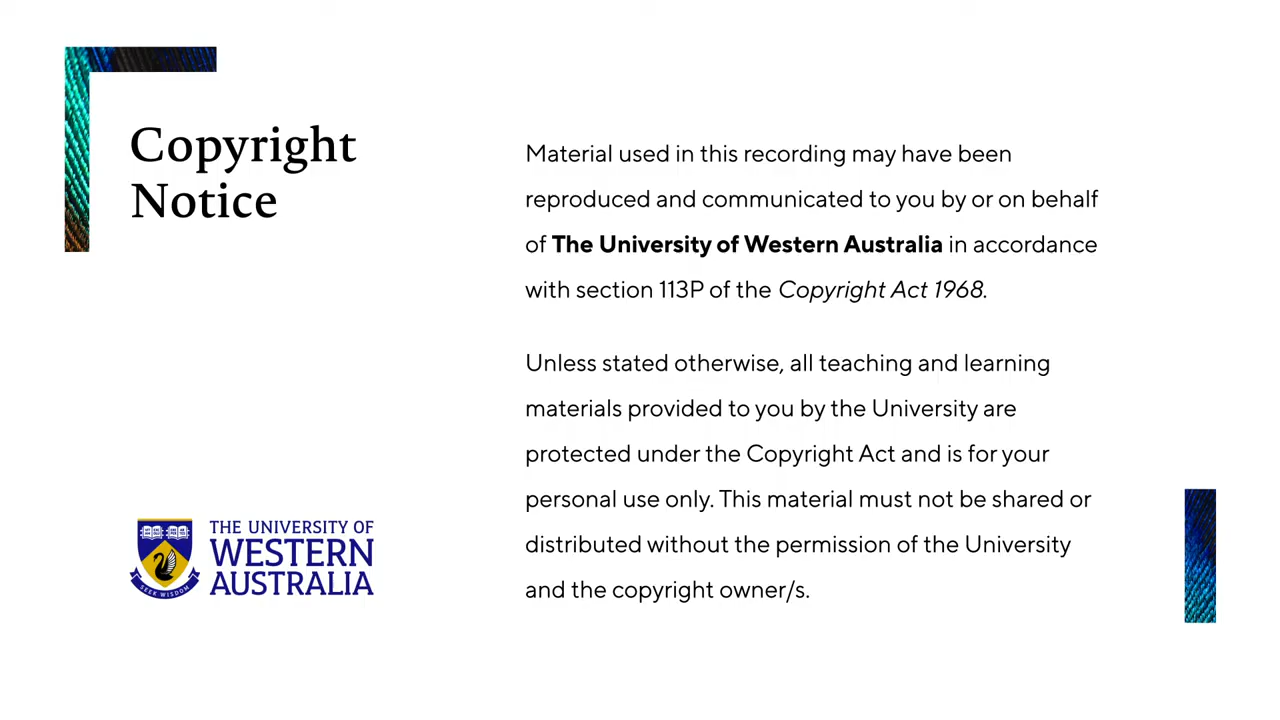 Copyright
Notice
Material used in this recording may have been
reproduced and communicated to you by or on behalf
of The University of Western Australia in accordance
with section 113P of the Copyright Act 1968.
Unless stated otherwise, all teaching and learning
materials provided to you by the University are
protected under the Copyright Act and is for your
personal use only. This material must not be shared or
distributed without the permission of the University
and the copyright owner/s.
THE UNIVERSITY OF
WESTERN
AUSTRALIA
SEEK WISDOM